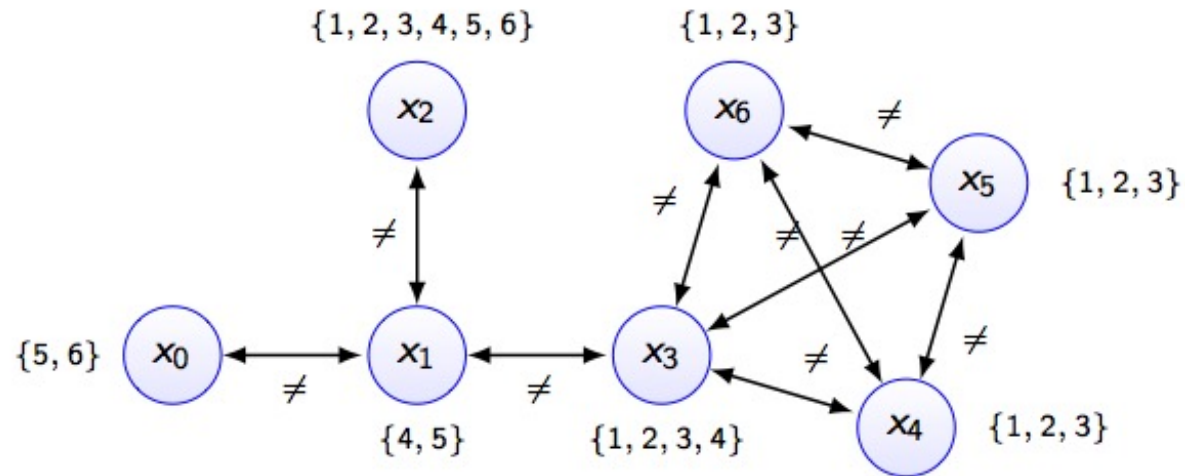 {1, 2, 3, 4, 5, 6}
{1, 2, 3}
x₂
x₆
≠
x₅
{1, 2, 3}
≠
≠
≠
≠
{5, 6}
x₀
≠
x₁
≠
x₃
≠
≠
x₄
{1, 2, 3}
{4, 5}
{1, 2, 3, 4}